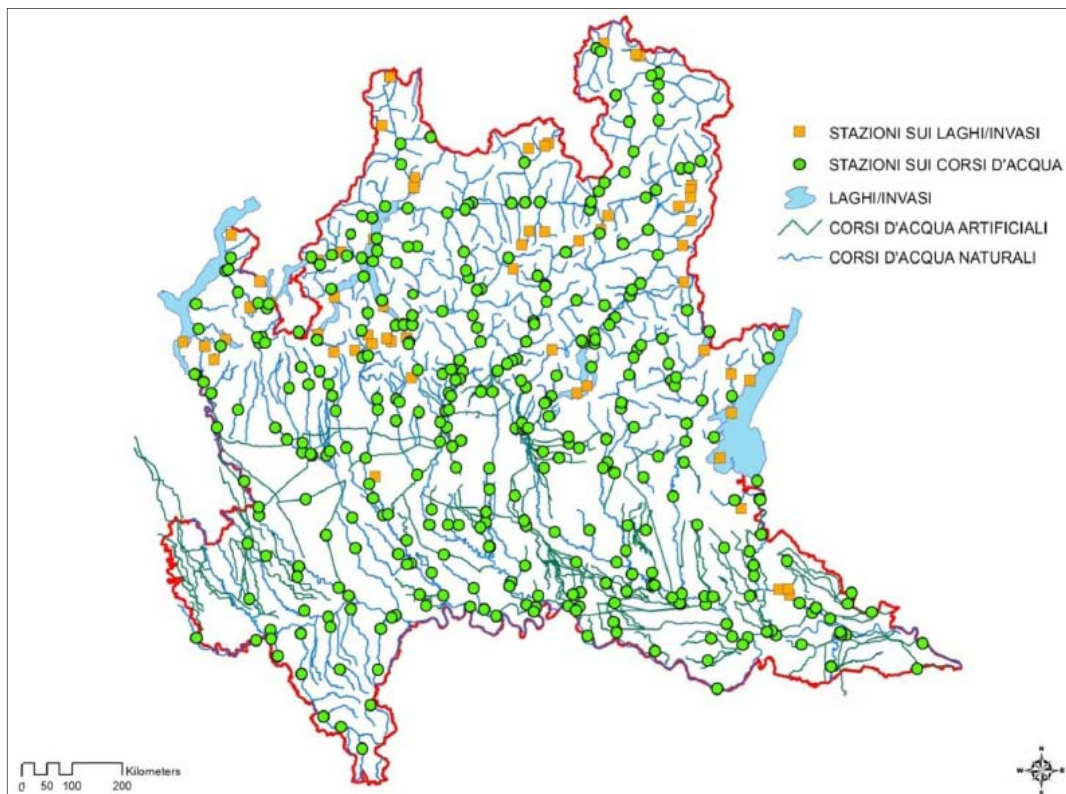 STAZIONI SUI LAGHI/INVASI
STAZIONI SUI CORSI D'ACQUA
LAGHI/INVASI
CORSI D'ACQUA ARTIFICIALI
CORSI D'ACQUA NATURALI
Kilometers
0 50 100 200
N
W E
S